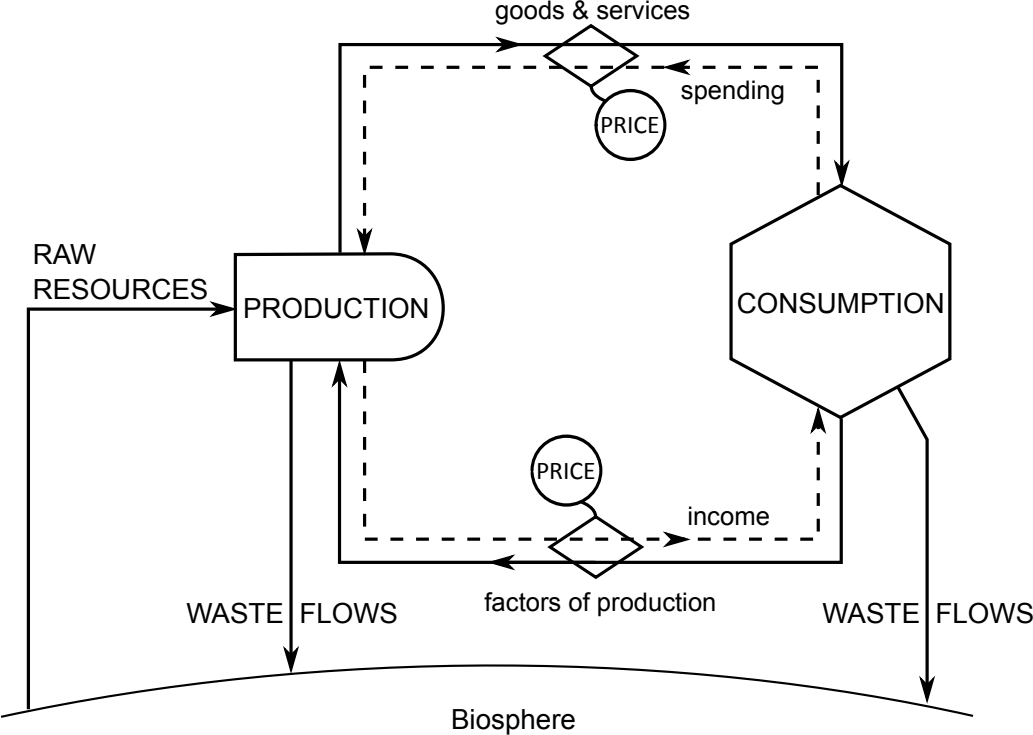 goods & services
spending
PRICE
RAW
RESOURCES
PRODUCTION
CONSUMPTION
PRICE
income
factors of production
WASTE FLOWS
WASTE FLOWS
Biosphere